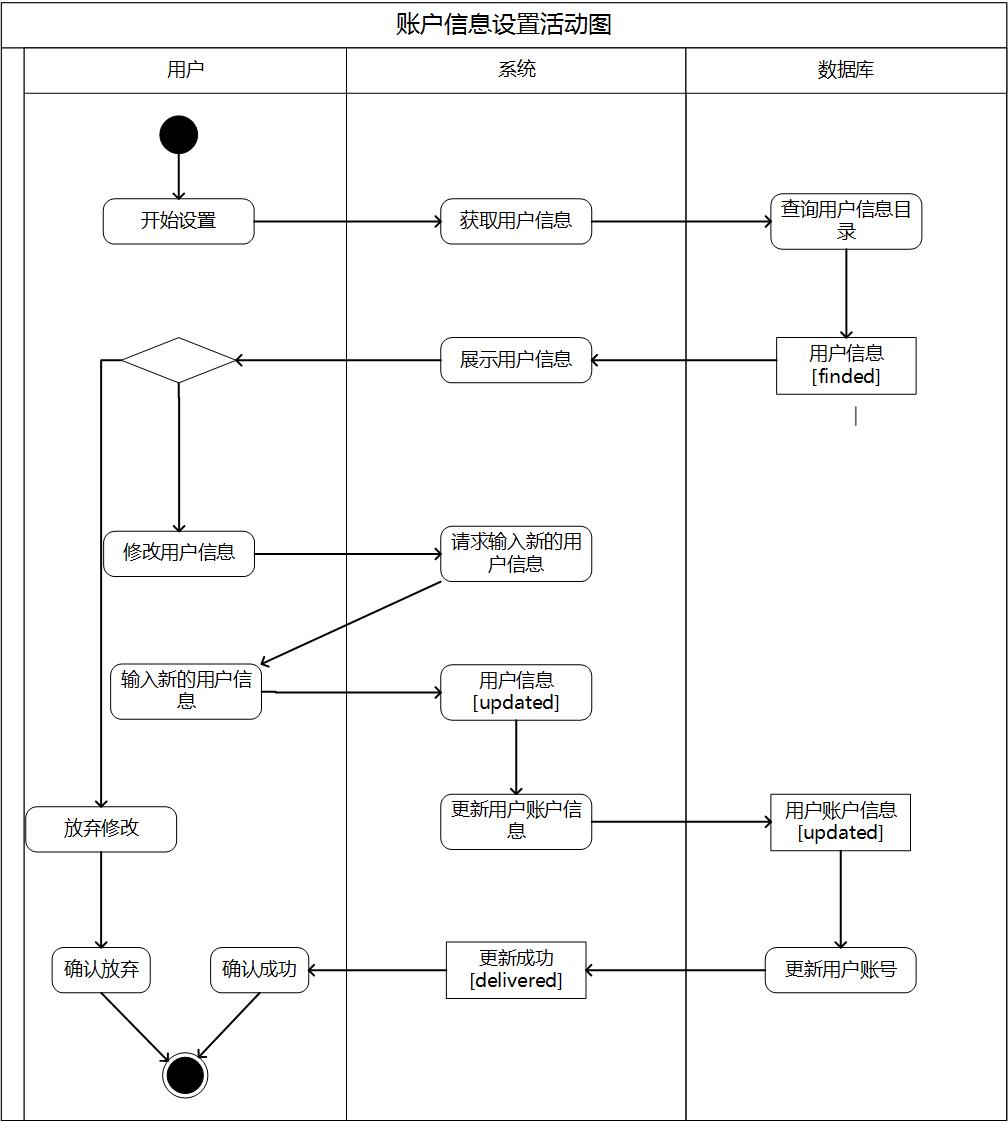 账户信息设置活动图
用户
系统
数据库
开始设置
获取用户信息
查询用户信息目
录
展示用户信息
用户信息
[finded]
修改用户信息
请求输入新的用
户信息
输入新的用户信
息
用户信息
[updated]
放弃修改
更新用户账户信
息
用户账户信息
[updated]
确认放弃
确认成功
更新成功
[delivered]
更新用户账号